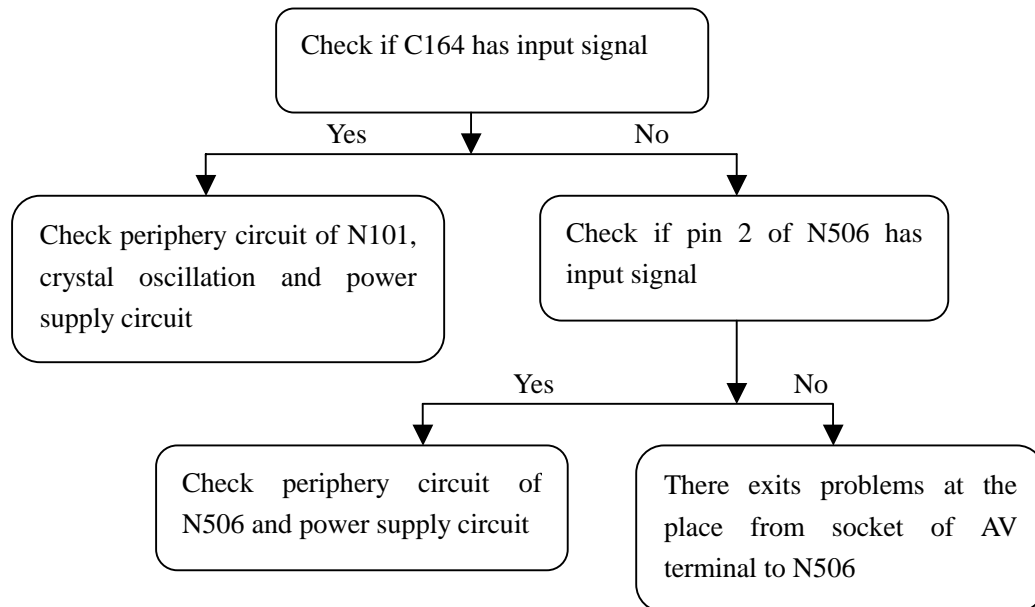 Check if C164 has input signal
Yes
No
Check periphery circuit of N101,
crystal oscillation and power
supply circuit
Check if pin 2 of N506 has
input signal
Yes
No
Check periphery circuit of
N506 and power supply circuit
There exits problems at the
place from socket of AV
terminal to N506